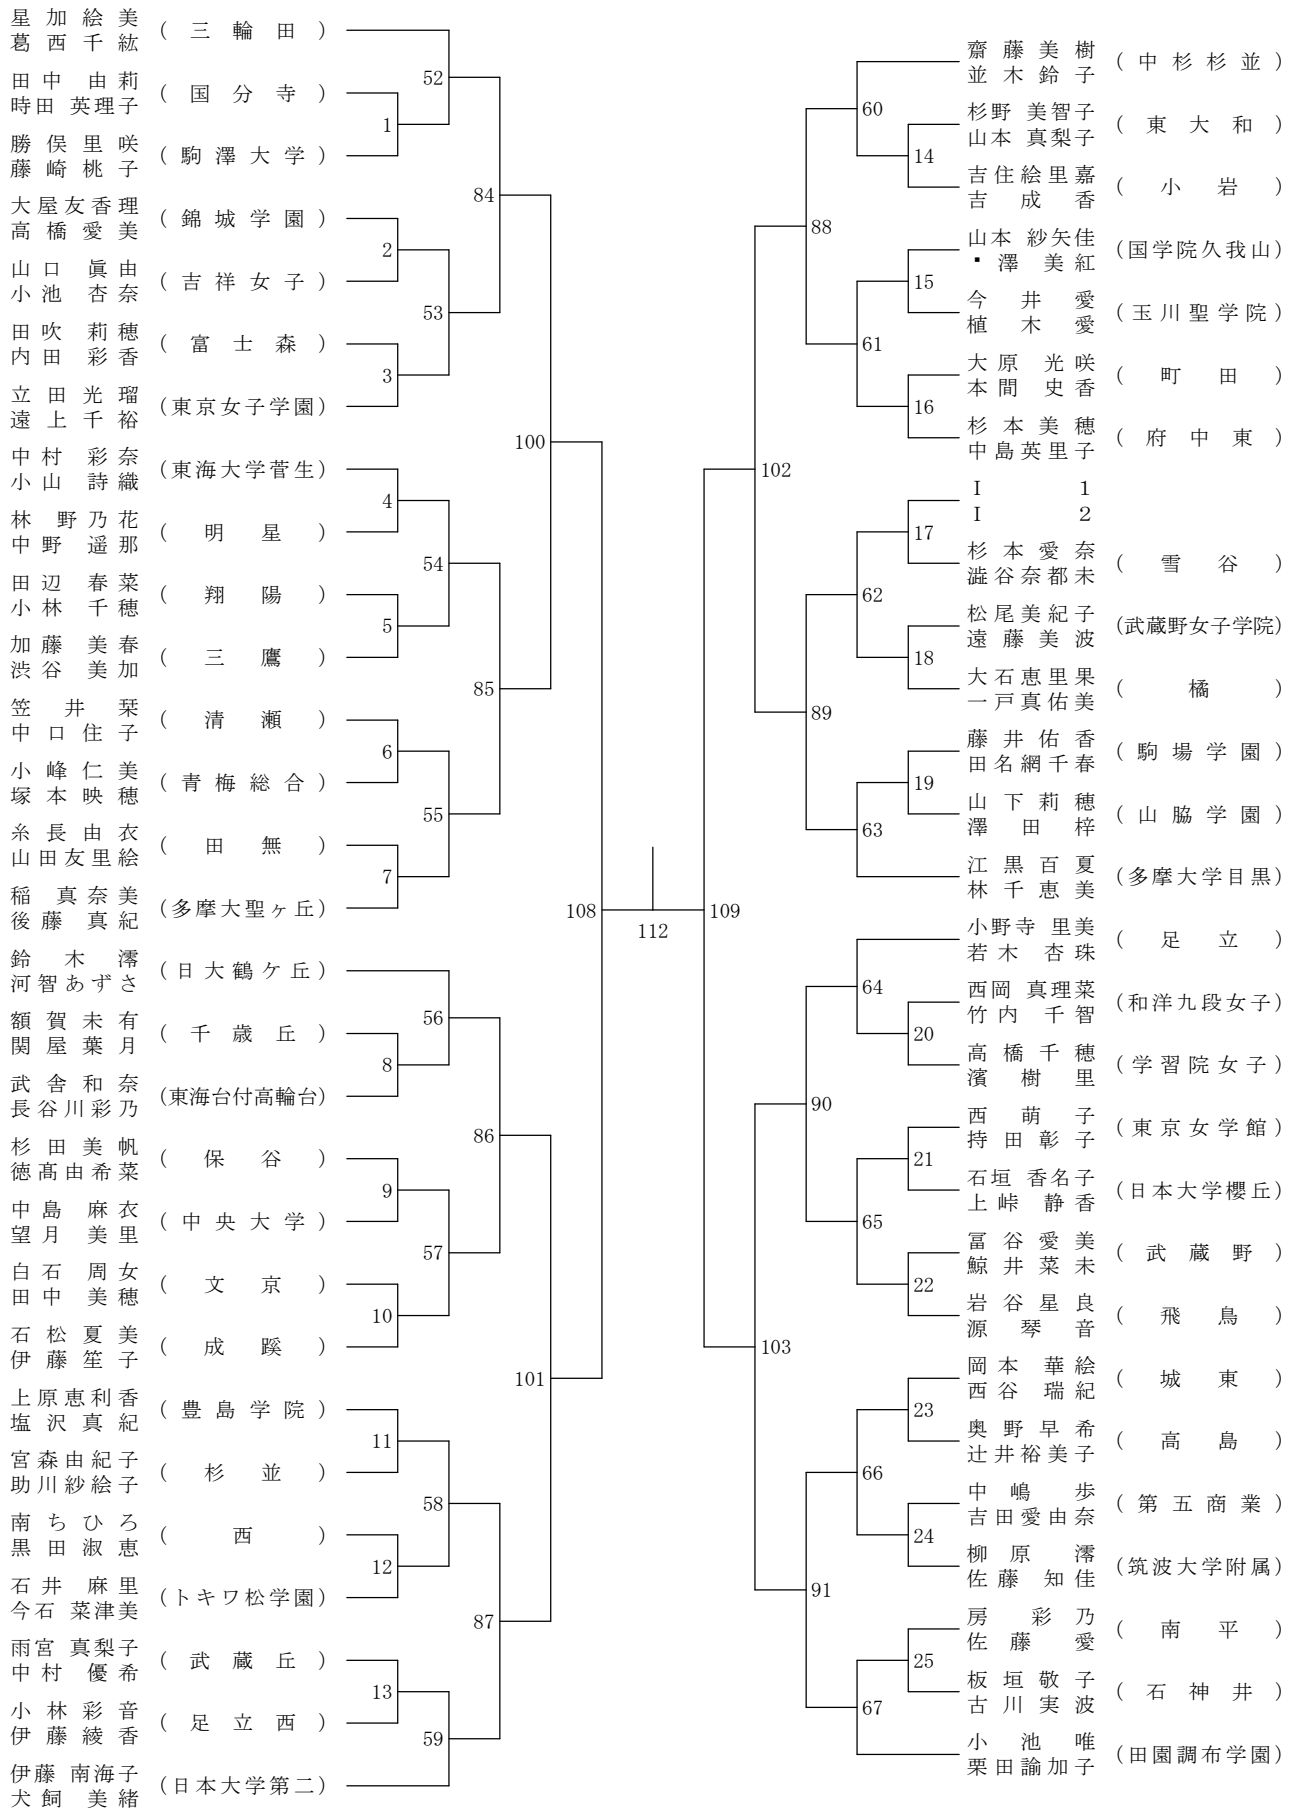 星加絵美
葛西千紘
(三輪田)
田中由莉
時田英理子
(国分寺)
勝俣里咲
藤崎桃子
(駒澤大学)
大屋友香理
高橋愛美
(錦城学園)
山口眞由
小池杏奈
(吉祥女子)
田吹莉穂
内田彩香
(富士森)
立田光瑠
遠上千裕
(東京女子学園)
中村彩奈
小山詩織
(東海大学菅生)
林野乃花
中野遥那
(明星)
田辺春菜
小林千穂
(翔陽)
加藤美春
渋谷美加
(三鷹)
笠井栞
中口住子
(清瀬)
小峰仁美
塚本映穂
(青梅総合)
糸長由衣
山田友里絵
(田無)
稲真奈美
後藤真紀
(多摩大聖ヶ丘)
鈴木澪
河智あずさ
(日大鶴ケ丘)
額賀未有
関屋葉月
(千歳丘)
武舎和奈
長谷川彩乃
(東海台付高輪台)
杉田美帆
徳髙由希菜
(保谷)
中島麻衣
望月美里
(中央大学)
白石周女
田中美穂
(文京)
石松夏美
伊藤笙子
(成蹊)
上原恵利香
塩沢真紀
(豊島学院)
宮森由紀子
助川紗絵子
(杉並)
南ちひろ
黒田淑恵
(西)
石井麻里
今石菜津美
(トキワ松学園)
雨宮真梨子
中村優希
(武蔵丘)
小林彩音
伊藤綾香
(足立西)
伊藤南海子
犬飼美緒
(日本大学第二)
1
2
3
4
5
6
7
8
9
10
11
12
13
52
53
54
55
56
57
58
59
84
85
86
87
100
101
108
112
109
102
103
88
89
90
91
60
61
62
63
64
65
66
67
14
15
16
17
18
19
20
21
22
23
24
25
齋藤美樹
並木鈴子
(中杉杉並)
杉野美智子
山本真梨子
(東大和)
吉住絵里嘉
吉成香
(小岩)
山本紗矢佳
▪澤美紅
(国学院久我山)
今井愛
植木愛
(玉川聖学院)
大原光咲
本間史香
(町田)
杉本美穂
中島英里子
(府中東)
I 1
I 2
杉本愛奈
澁谷奈都未
(雪谷)
松尾美紀子
遠藤美波
(武蔵野女子学院)
大石恵里果
一戸真佑美
(橘)
藤井佑香
田名網千春
(駒場学園)
山下莉穂
澤田梓
(山脇学園)
江黒百夏
林千恵美
(多摩大学目黒)
小野寺里美
若木杏珠
(足立)
西岡真理菜
竹内千智
(和洋九段女子)
高橋千穂
濱樹里
(学習院女子)
西萌子
持田彰子
(東京女学館)
石垣香名子
上峠静香
(日本大学櫻丘)
冨谷愛美
鯨井菜未
(武蔵野)
岩谷星良
源琴音
(飛鳥)
岡本華絵
西谷瑞紀
(城東)
奥野早希
辻井裕美子
(高島)
中嶋歩
吉田愛由奈
(第五商業)
柳原澪
佐藤知佳
(筑波大学附属)
房彩乃
佐藤愛
(南平)
板垣敬子
古川実波
(石神井)
小池唯
栗田諭加子
(田園調布学園)